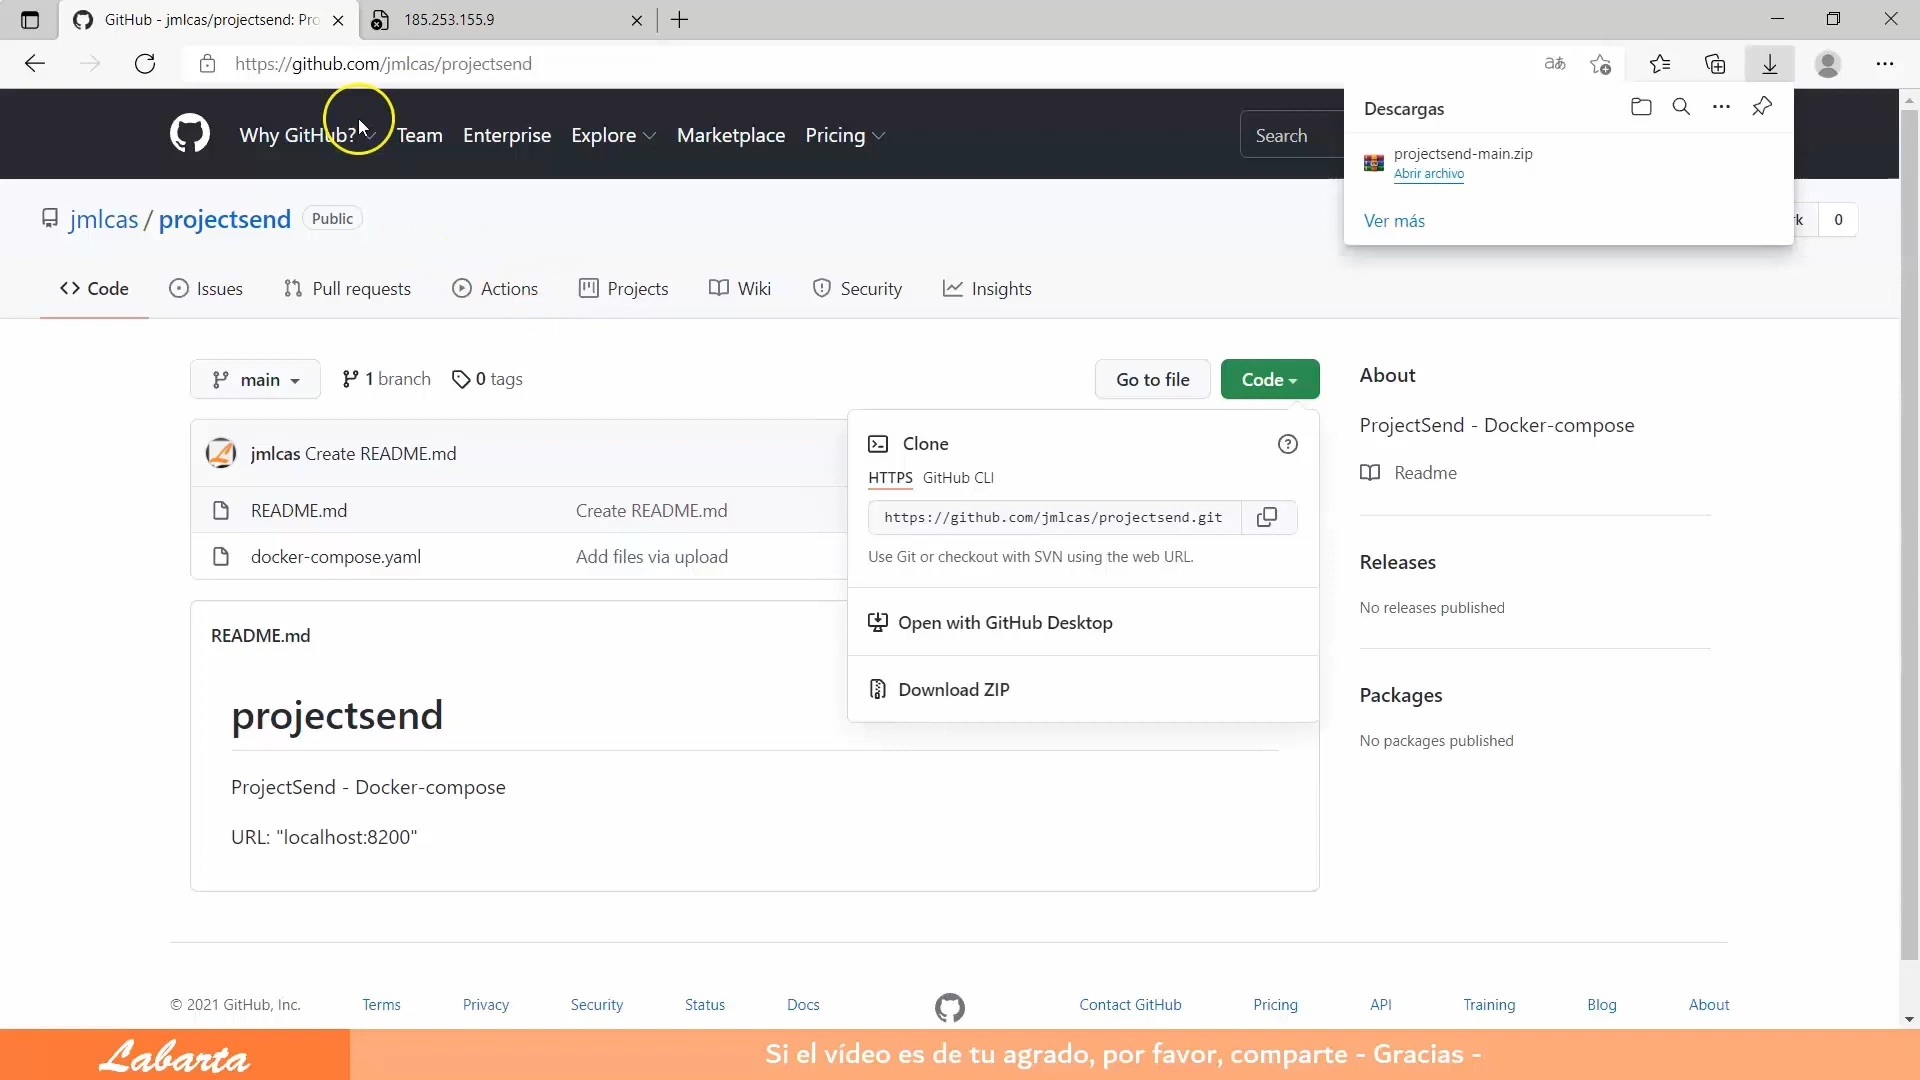 GitHub - jmlcas/projectsend: Pro
185.253.155.9
https://github.com/jmlcas/projectsend
Why GitHub?
Team
Enterprise
Explore
Marketplace
Pricing
Search
Descargas
projectsend-main.zip
Abrir archivo
Ver más
jmlcas / projectsend
Public
rk
0
Code
Issues
Pull requests
Actions
Projects
Wiki
Security
Insights
main
1 branch
0 tags
Go to file
Code
About
ProjectSend - Docker-compose
Readme
jmlcas Create README.md
README.md
Create README.md
docker-compose.yaml
Add files via upload
Clone
HTTPS
GitHub CLI
https://github.com/jmlcas/projectsend.git
Use Git or checkout with SVN using the web URL.
Open with GitHub Desktop
Download ZIP
Releases
No releases published
Packages
No packages published
README.md
projectsend
ProjectSend - Docker-compose
URL: "localhost:8200"
© 2021 GitHub, Inc.
Terms
Privacy
Security
Status
Docs
Contact GitHub
Pricing
API
Training
Blog
About
Labarta
Si el vídeo es de tu agrado, por favor, comparte - Gracias -